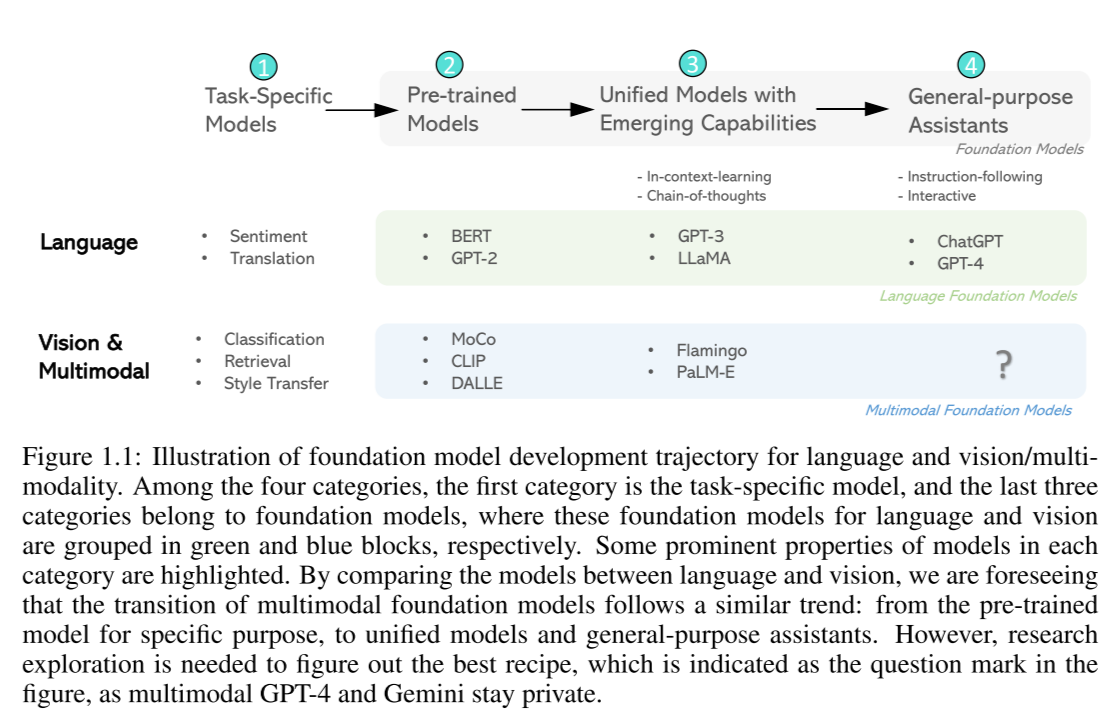 1
2
3
4
Task-Specific
Models
Pre-trained
Models
Unified Models with
Emerging Capabilities
General-purpose
Assistants
Foundation Models
- In-context-learning
- Chain-of-thoughts
- Instruction-following
- Interactive
Language
• Sentiment
• Translation
• BERT
• GPT-2
• GPT-3
• LLaMA
• ChatGPT
• GPT-4
Language Foundation Models
Vision &
Multimodal
• Classification
• Retrieval
• Style Transfer
• MoCo
• CLIP
• DALLE
• Flamingo
• PaLM-E
?
Multimodal Foundation Models
Figure 1.1: Illustration of foundation model development trajectory for language and vision/multi-
modality. Among the four categories, the first category is the task-specific model, and the last three
categories belong to foundation models, where these foundation models for language and vision
are grouped in green and blue blocks, respectively. Some prominent properties of models in each
category are highlighted. By comparing the models between language and vision, we are foreseeing
that the transition of multimodal foundation models follows a similar trend: from the pre-trained
model for specific purpose, to unified models and general-purpose assistants. However, research
exploration is needed to figure out the best recipe, which is indicated as the question mark in the
figure, as multimodal GPT-4 and Gemini stay private.